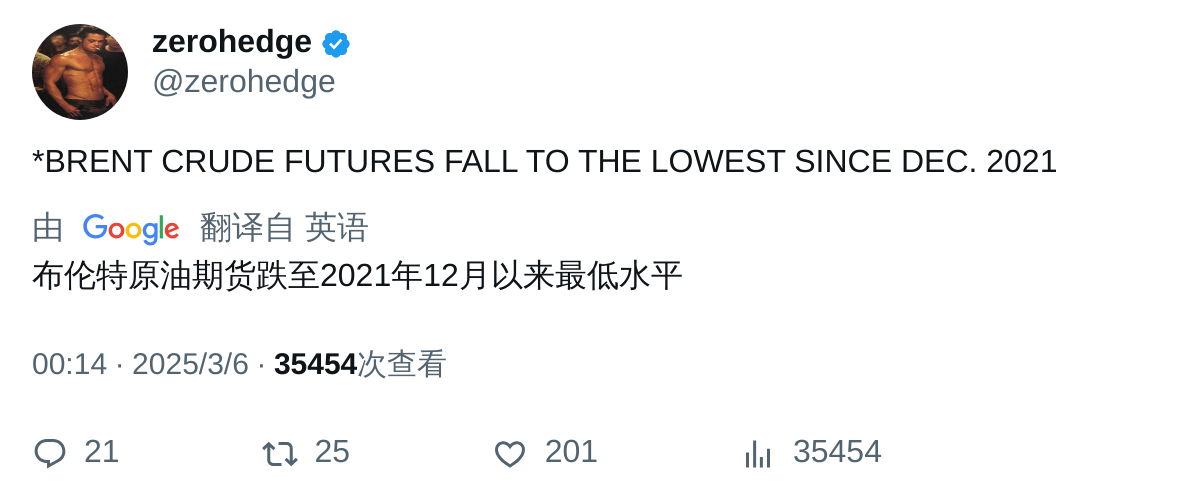 zerohedge
@zerohedge
*BRENT CRUDE FUTURES FALL TO THE LOWEST SINCE DEC. 2021
由 Google 翻译自 英语
布伦特原油期货跌至2021年12月以来最低水平
00:14 · 2025/3/6 · 35454次查看
21 25 201 35454